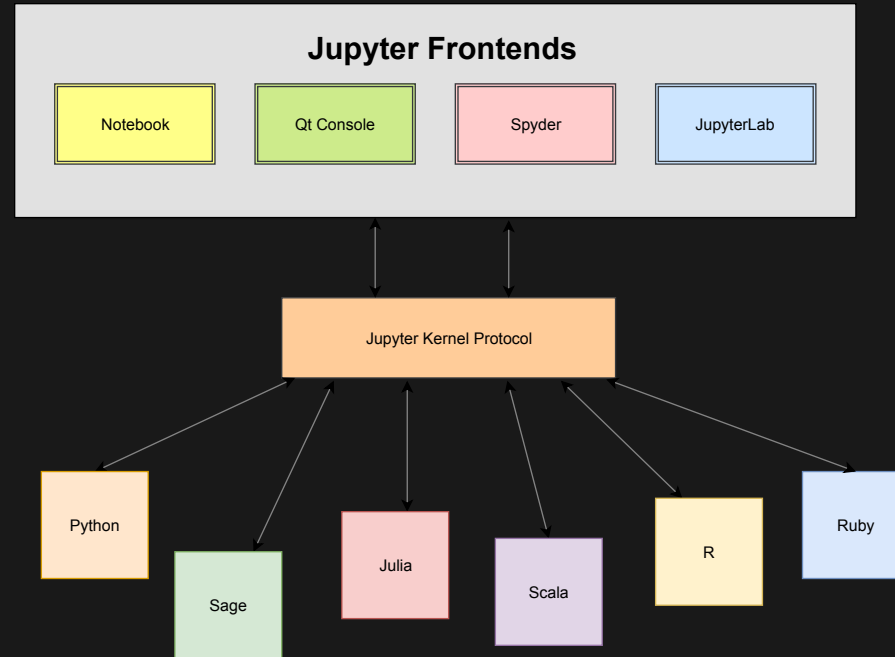 Jupyter Frontends
Notebook
Qt Console
Spyder
JupyterLab
Jupyter Kernel Protocol
Python
Sage
Julia
Scala
R
Ruby